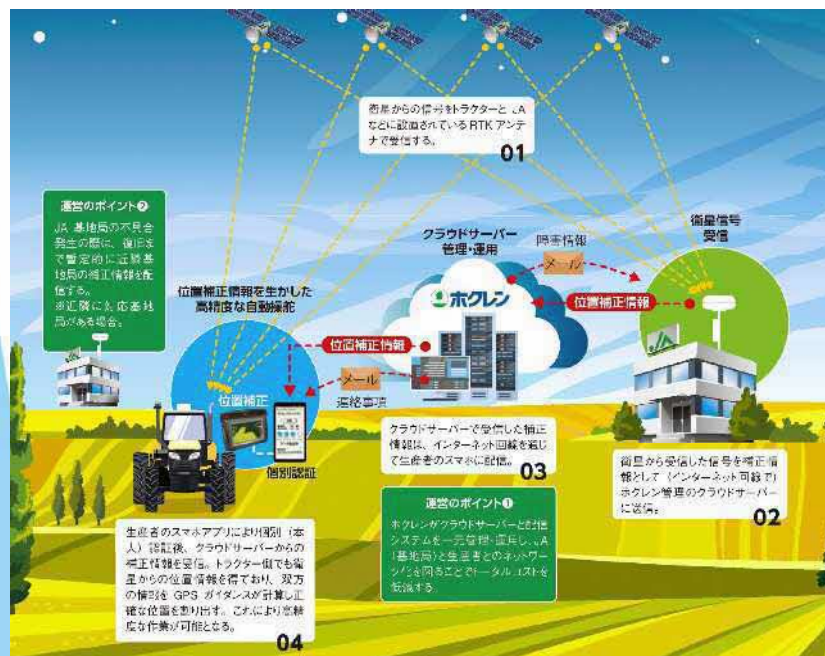 衛星からの信号をトラクターと JA
などに設置されている RTK アンテ
ナで受信する。
01
運営のポイント❷
JA 基地局の不具合
発生の際に、復旧ま
で暫定的に近隣基
地局の補正情報を配
信する。
※近隣に対応基地
局がある場合。
位置補正情報を生かした
高精度な自動操舵
クラウドサーバー
管理・運用
ホクレン
障害情報
メール
位置補正情報
衛星信号
受信
JA
JA
位置補正情報
メール
連絡事項
位置補正
個別認証
クラウドサーバーで受信した補正
情報は、インターネット回線を通じ
て生産者のスマホに配信。
03
衛星から受信した信号を補正情
報として（インターネット回線で）
ホクレン管理のクラウドサーバー
に送信。
02
運営のポイント❶
ホクレンがクラウドサーバーと配信
システムを一元管理・運用し、JA
（基地局）と生産者とのネットワー
ク化を図ることでトータルコストを
低減する。
生産者のスマホアプリにより個別（本
人）認証後、クラウドサーバーからの
補正情報を受信。トラクター側でも衛
星からの位置情報を得ており、双方
の情報を GPS ガイダンスが計算し正
確な位置を割り出す。これにより高精
度な作業が可能となる。
04